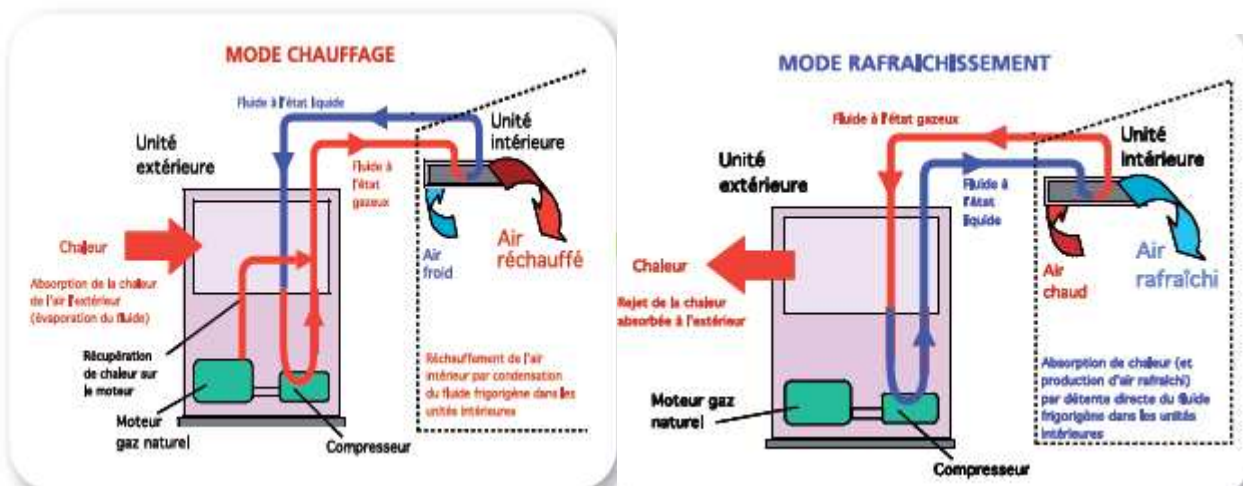 MODE CHAUFFAGE
Fluide à l'état liquide
Unité
extérieure
Unité
intérieure
Fluide à
l'état
gazeux
Chaleur
Air
froid
Air
réchauffé
Absorption de la chaleur
de l'air l'extérieur
(évaporation du fluide)
Récupération
de chaleur sur
le moteur
Réchauffement de l'air
intérieur par condensation
du fluide frigorigène dans les
unités intérieures
Moteur
gaz naturel
Compresseur
MODE RAFRAÎCHISSEMENT
Fluide à l'état gazeux
Unité
extérieure
Unité
intérieure
Fluide à
l'état
liquide
Chaleur
Air
chaud
Air
rafraîchi
Rejet de la chaleur
absorbée à l'extérieur
Absorption de chaleur (et
production d'air rafraîchi)
par détente directe du fluide
frigorigène dans les unités
intérieures
Moteur gaz
naturel
Compresseur